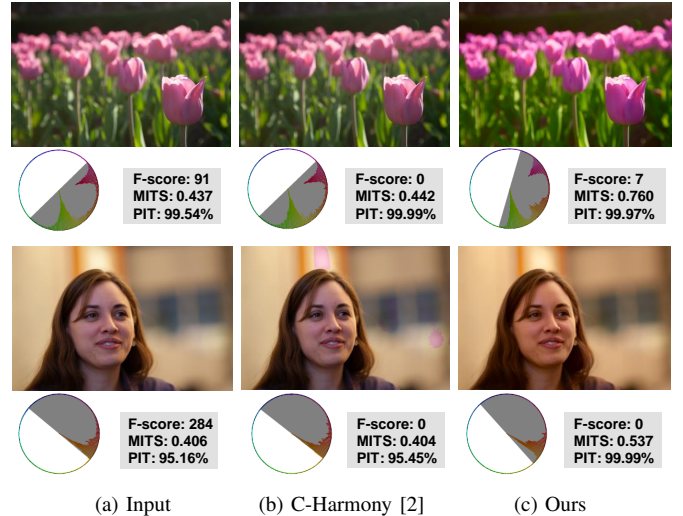 F-score: 91
MITS: 0.437
PIT: 99.54%
F-score: 0
MITS: 0.442
PIT: 99.99%
F-score: 7
MITS: 0.760
PIT: 99.97%
F-score: 284
MITS: 0.406
PIT: 95.16%
F-score: 0
MITS: 0.404
PIT: 95.45%
F-score: 0
MITS: 0.537
PIT: 99.99%
(a) Input
(b) C-Harmony [2]
(c) Ours